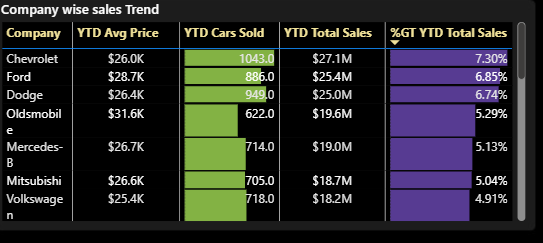 Company wise sales Trend
Company YTD Avg Price YTD Cars Sold YTD Total Sales %GT YTD Total Sales
Chevrolet $26.0K 1043.0 $27.1M 7.30%
Ford $28.7K 886.0 $25.4M 6.85%
Dodge $26.4K 949.0 $25.0M 6.74%
Oldsmobil $31.6K 622.0 $19.6M 5.29%
e
Mercedes- $26.7K 714.0 $19.0M 5.13%
B
Mitsubishi $26.6K 705.0 $18.7M 5.04%
Volkswage $25.4K 718.0 $18.2M 4.91%
n